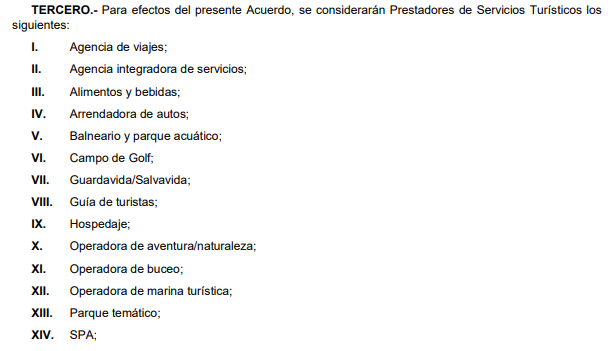 TERCERO.- Para efectos del presente Acuerdo, se considerarán Prestadores de Servicios Turísticos los
siguientes:
I. Agencia de viajes;
II. Agencia integradora de servicios;
III. Alimentos y bebidas;
IV. Arrendadora de autos;
V. Balneario y parque acuático;
VI. Campo de Golf;
VII. Guardavida/Salvavida;
VIII. Guía de turistas;
IX. Hospedaje;
X. Operadora de aventura/naturaleza;
XI. Operadora de buceo;
XII. Operadora de marina turística;
XIII. Parque temático;
XIV. SPA;